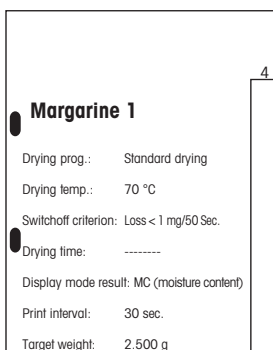 4
Margarine 1
Drying prog.: Standard drying
Drying temp.: 70 °C
Switchoff criterion: Loss < 1 mg/50 Sec.
Drying time: --------
Display mode result: MC (moisture content)
Print interval: 30 sec.
Target weight: 2.500 g